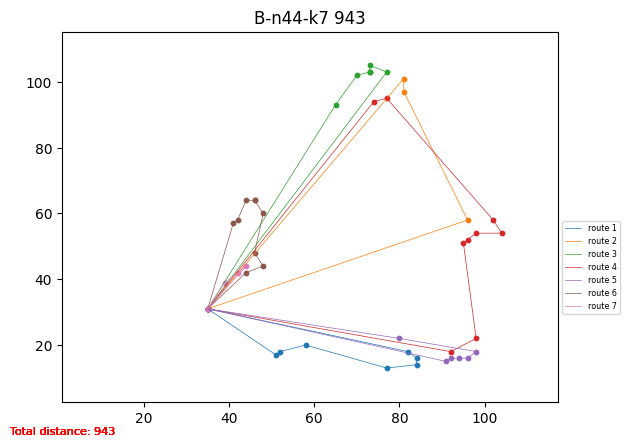 B-n44-k7 943
100
80
60
40
20
20
40
60
80
100
route 1
route 2
route 3
route 4
route 5
route 6
route 7
Total distance: 943